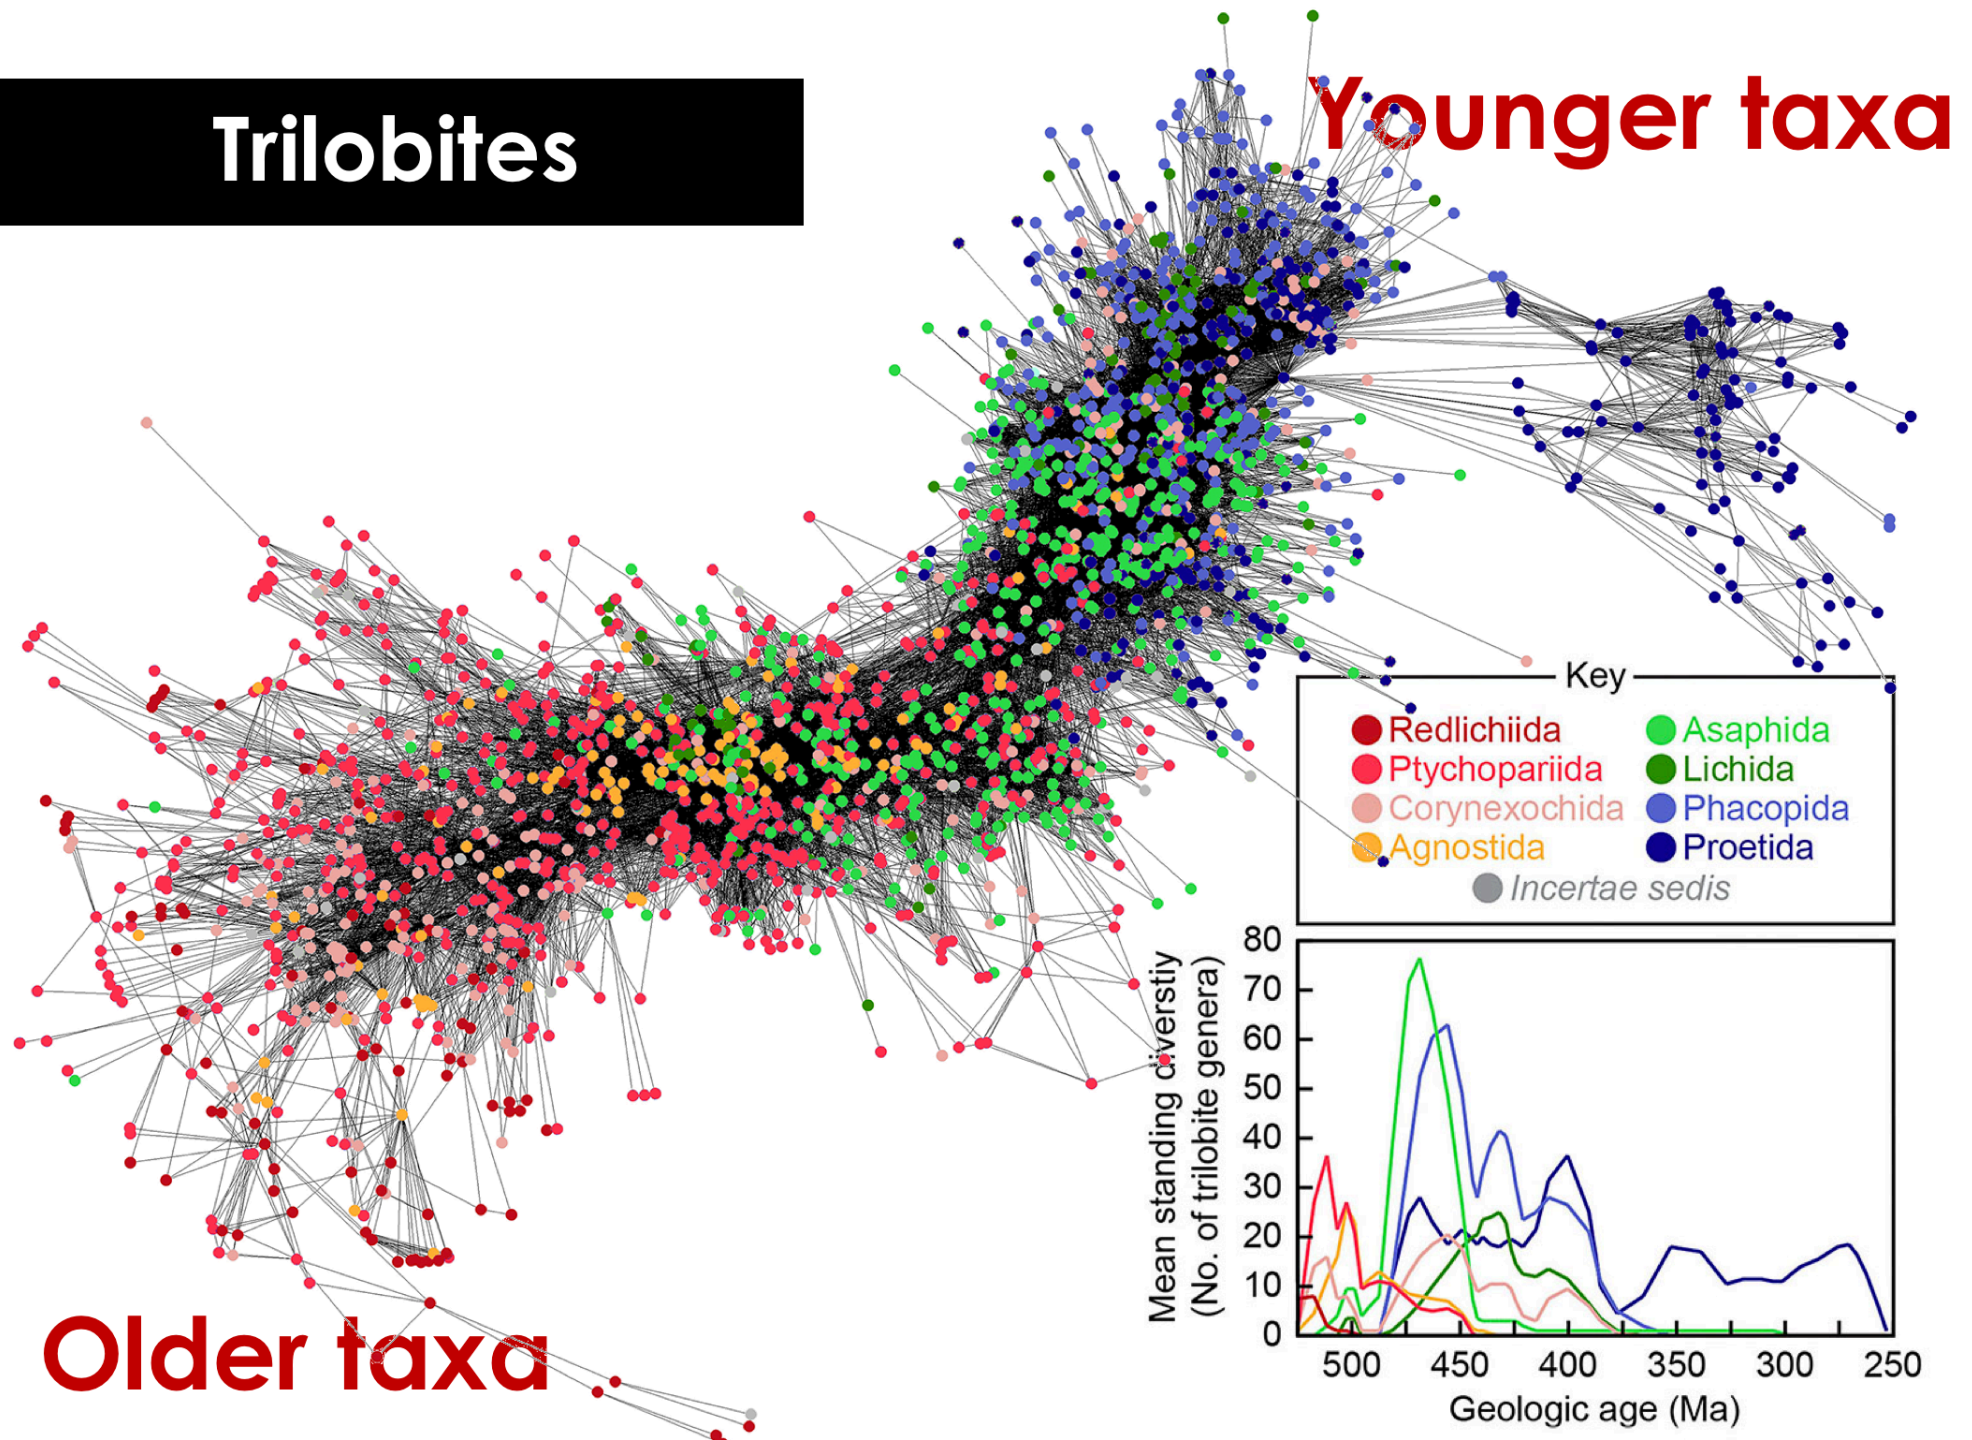 Trilobites
Younger taxa
Older taxa
Key
Redlichiida
Ptychopariida
Corynexochida
Agnostida
Asaphida
Lichida
Phacopida
Proetida
Incertae sedis
Mean standing diverstiy
(No. of trilobite genera)
80
70
60
50
40
30
20
10
0
500 450 400 350 300 250
Geologic age (Ma)